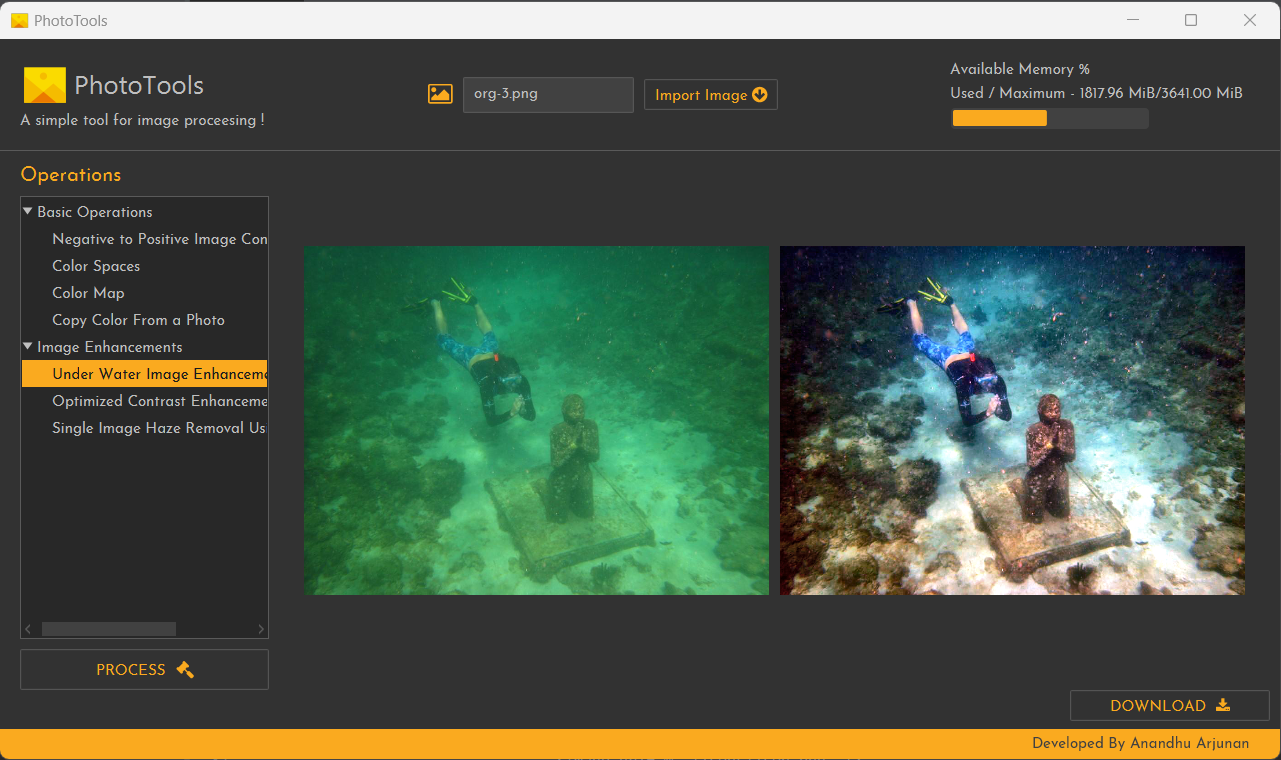 PhotoTools
PhotoTools
A simple tool for image proceesing !
org-3.png
Import Image
Available Memory %
Used / Maximum - 1817.96 MiB/3641.00 MiB
Operations
Basic Operations
Negative to Positive Image Con
Color Spaces
Color Map
Copy Color From a Photo
Image Enhancements
Under Water Image Enhanceme
Optimized Contrast Enhanceme
Single Image Haze Removal Usi
PROCESS
DOWNLOAD
Developed By Anandhu Arjunan